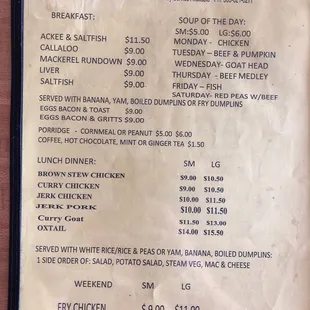 BREAKFAST:
ACKEE & SALTFISH $11.50
CALLALOO $9.00
MACKEREL RUNDOWN $9.00
LIVER $9.00
SALTFISH $9.00
SOUP OF THE DAY:
SM:$5.00 LG:$6.00
MONDAY - CHICKEN
TUESDAY – BEEF & PUMPKIN
WEDNESDAY- GOAT HEAD
THURSDAY - BEEF MEDLEY
FRIDAY – FISH
SATURDAY- RED PEAS W/BEEF
SERVED WITH BANANA, YAM, BOILED DUMPLINS OR FRY DUMPLINS
EGGS BACON & TOAST $9.00
EGGS BACON & GRITTS $9.00
PORRIDGE - CORNMEAL OR PEANUT $5.00 $6.00
COFFEE, HOT CHOCOLATE, MINT OR GINGER TEA $1.50
LUNCH DINNER: SM LG
BROWN STEW CHICKEN $9.00 $10.50
CURRY CHICKEN $9.00 $10.50
JERK CHICKEN $10.00 $11.50
JERK PORK $10.00 $11.50
Curry Goat $11.50 $13.00
OXTAIL $14.00 $15.50
SERVED WITH WHITE RICE/RICE & PEAS OR YAM, BANANA, BOILED DUMPLINS:
1 SIDE ORDER OF: SALAD, POTATO SALAD, STEAM VEG, MAC & CHEESE
WEEKEND SM LG
FRY CHICKEN $ 9.00 $11.00